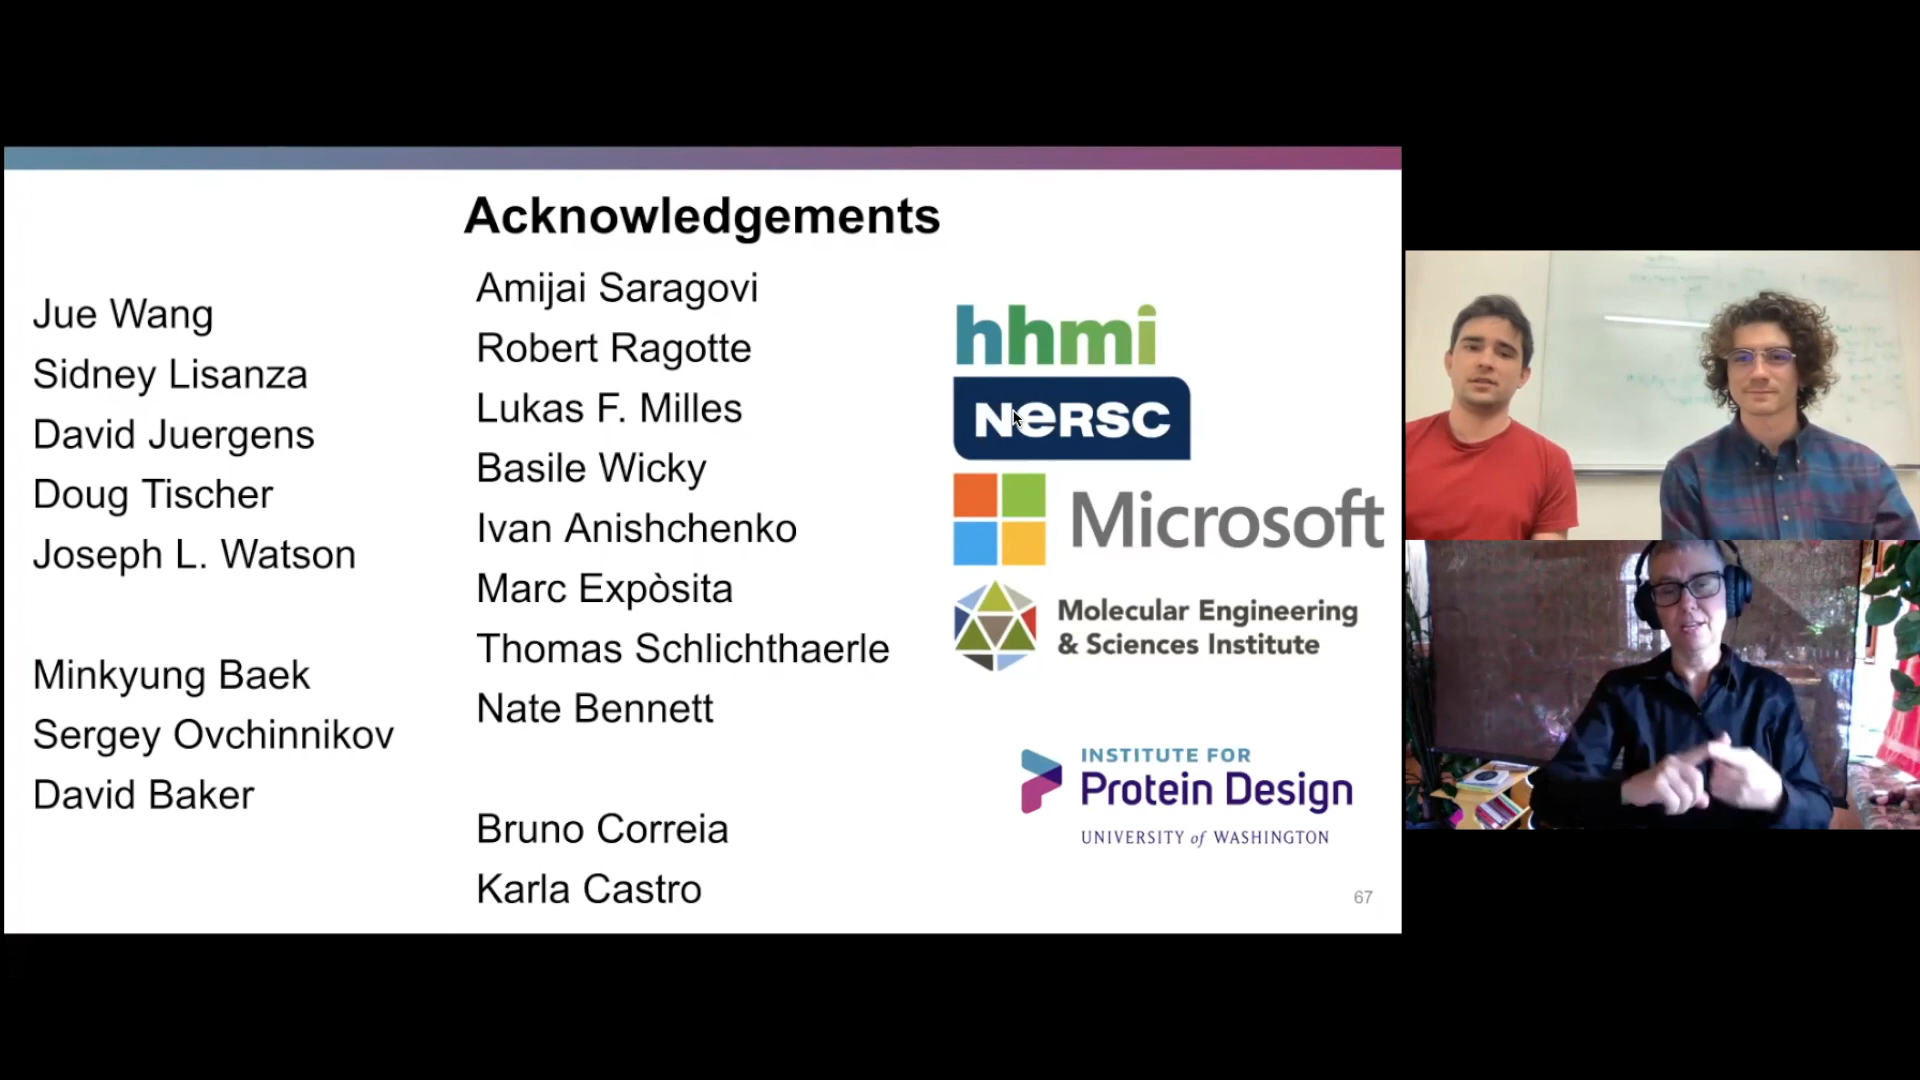 Acknowledgements
Jue Wang
Sidney Lisanza
David Juergens
Doug Tischer
Joseph L. Watson
Minkyung Baek
Sergey Ovchinnikov
David Baker
Amijai Saragovi
Robert Ragotte
Lukas F. Milles
Basile Wicky
Ivan Anishchenko
Marc Expòsita
Thomas Schlichthaerle
Nate Bennett
Bruno Correia
Karla Castro
hhmi
NeRSC
Microsoft
Molecular Engineering
& Sciences Institute
INSTITUTE FOR
Protein Design
UNIVERSITY of WASHINGTON
67